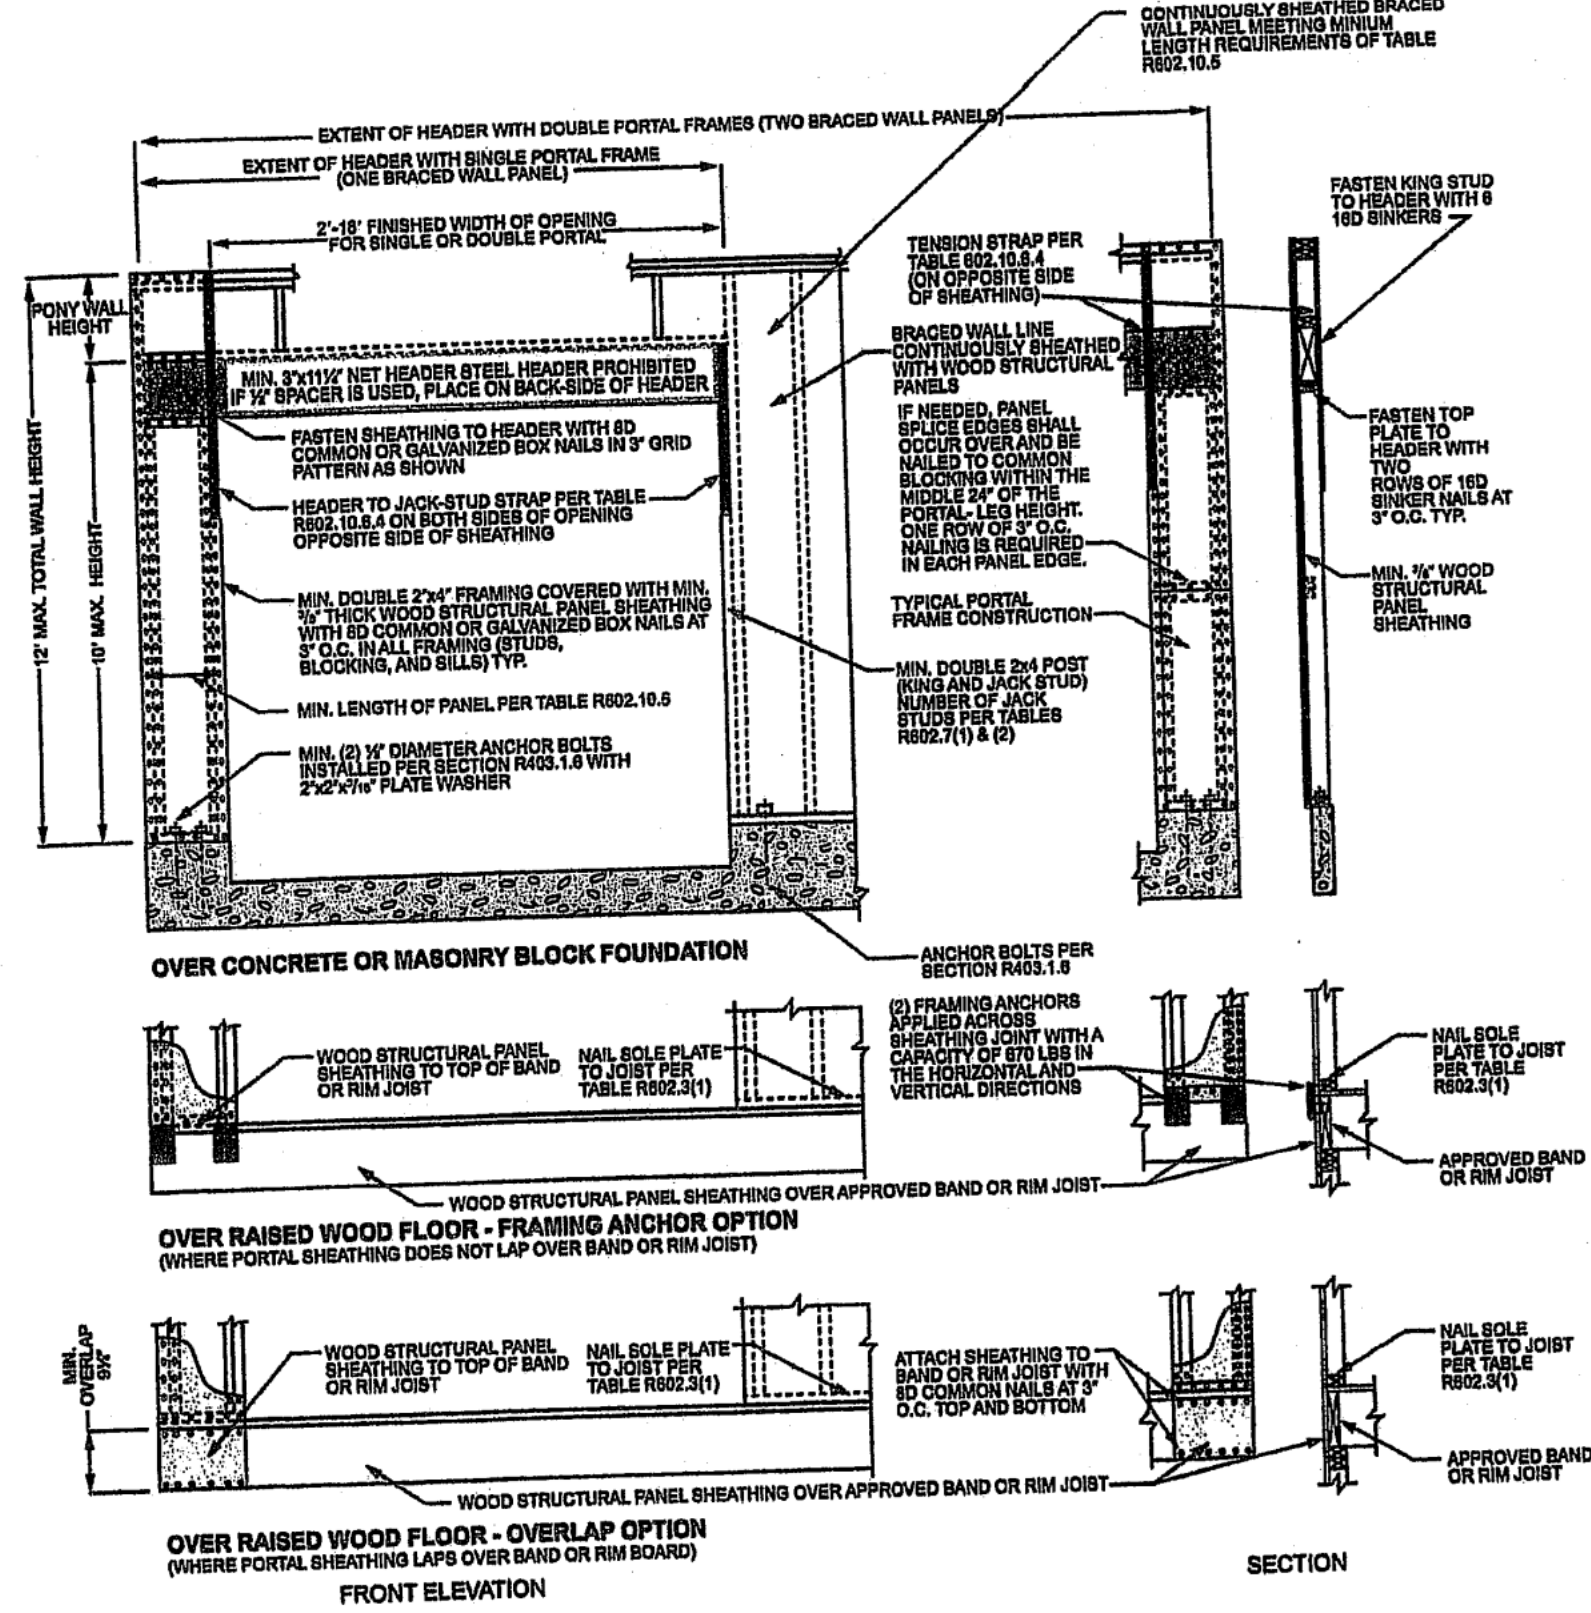 CONTINUOUSLY SHEATHED BRACED
WALL PANEL MEETING MINIUM
LENGTH REQUIREMENTS OF TABLE
R602.10.5
EXTENT OF HEADER WITH DOUBLE PORTAL FRAMES (TWO BRACED WALL PANELS)
EXTENT OF HEADER WITH SINGLE PORTAL FRAME
(ONE BRACED WALL PANEL)
2'-18' FINISHED WIDTH OF OPENING
FOR SINGLE OR DOUBLE PORTAL
FASTEN KING STUD
TO HEADER WITH 6
16D SINKERS
TENSION STRAP PER
TABLE 602.10.6.4
(ON OPPOSITE SIDE
OF SHEATHING)
PONY WALL
HEIGHT
BRACED WALL LINE
CONTINUOUSLY SHEATHED
WITH WOOD STRUCTURAL
PANELS
MIN. 3"x11¼" NET HEADER STEEL HEADER PROHIBITED
IF ½" SPACER IS USED, PLACE ON BACK-SIDE OF HEADER
FASTEN SHEATHING TO HEADER WITH 8D
COMMON OR GALVANIZED BOX NAILS IN 3" GRID
PATTERN AS SHOWN
HEADER TO JACK-STUD STRAP PER TABLE
R602.10.6.4 ON BOTH SIDES OF OPENING
OPPOSITE SIDE OF SHEATHING
IF NEEDED, PANEL
SPLICE EDGES SHALL
OCCUR OVER AND BE
NAILED TO COMMON
BLOCKING WITHIN THE
MIDDLE 24" OF THE
PORTAL-LEG HEIGHT.
ONE ROW OF 3" O.C.
NAILING IS REQUIRED
IN EACH PANEL EDGE.
FASTEN TOP
PLATE TO
HEADER WITH
TWO
ROWS OF 16D
SINKER NAILS AT
3" O.C. TYP.
12' MAX. TOTAL WALL HEIGHT
10' MAX. HEIGHT
MIN. DOUBLE 2"x4" FRAMING COVERED WITH MIN.
⅜" THICK WOOD STRUCTURAL PANEL SHEATHING
WITH 8D COMMON OR GALVANIZED BOX NAILS AT
3" O.C. IN ALL FRAMING (STUDS,
BLOCKING, AND SILLS) TYP.
TYPICAL PORTAL
FRAME CONSTRUCTION
MIN. ⅜" WOOD
STRUCTURAL
PANEL
SHEATHING
MIN. LENGTH OF PANEL PER TABLE R602.10.5
MIN. DOUBLE 2x4 POST
(KING AND JACK STUD)
NUMBER OF JACK
STUDS PER TABLES
R602.7(1) & (2)
MIN. (2) ½" DIAMETER ANCHOR BOLTS
INSTALLED PER SECTION R403.1.6 WITH
2"x2"x³/₁₆" PLATE WASHER
OVER CONCRETE OR MASONRY BLOCK FOUNDATION
ANCHOR BOLTS PER
SECTION R403.1.6
WOOD STRUCTURAL PANEL
SHEATHING TO TOP OF BAND
OR RIM JOIST
NAIL SOLE PLATE
TO JOIST PER
TABLE R602.3(1)
(2) FRAMING ANCHORS
APPLIED ACROSS
SHEATHING JOINT WITH A
CAPACITY OF 670 LBS IN
THE HORIZONTAL AND
VERTICAL DIRECTIONS
NAIL SOLE
PLATE TO JOIST
PER TABLE
R602.3(1)
APPROVED BAND
OR RIM JOIST
WOOD STRUCTURAL PANEL SHEATHING OVER APPROVED BAND OR RIM JOIST
OVER RAISED WOOD FLOOR - FRAMING ANCHOR OPTION
(WHERE PORTAL SHEATHING DOES NOT LAP OVER BAND OR RIM JOIST)
MIN.
OVERLAP
9¼"
WOOD STRUCTURAL PANEL
SHEATHING TO TOP OF BAND
OR RIM JOIST
NAIL SOLE PLATE
TO JOIST PER
TABLE R602.3(1)
ATTACH SHEATHING TO
BAND OR RIM JOIST WITH
8D COMMON NAILS AT 3"
O.C. TOP AND BOTTOM
NAIL SOLE
PLATE TO JOIST
PER TABLE
R602.3(1)
APPROVED BAND
OR RIM JOIST
WOOD STRUCTURAL PANEL SHEATHING OVER APPROVED BAND OR RIM JOIST
OVER RAISED WOOD FLOOR - OVERLAP OPTION
(WHERE PORTAL SHEATHING LAPS OVER BAND OR RIM BOARD)
FRONT ELEVATION
SECTION